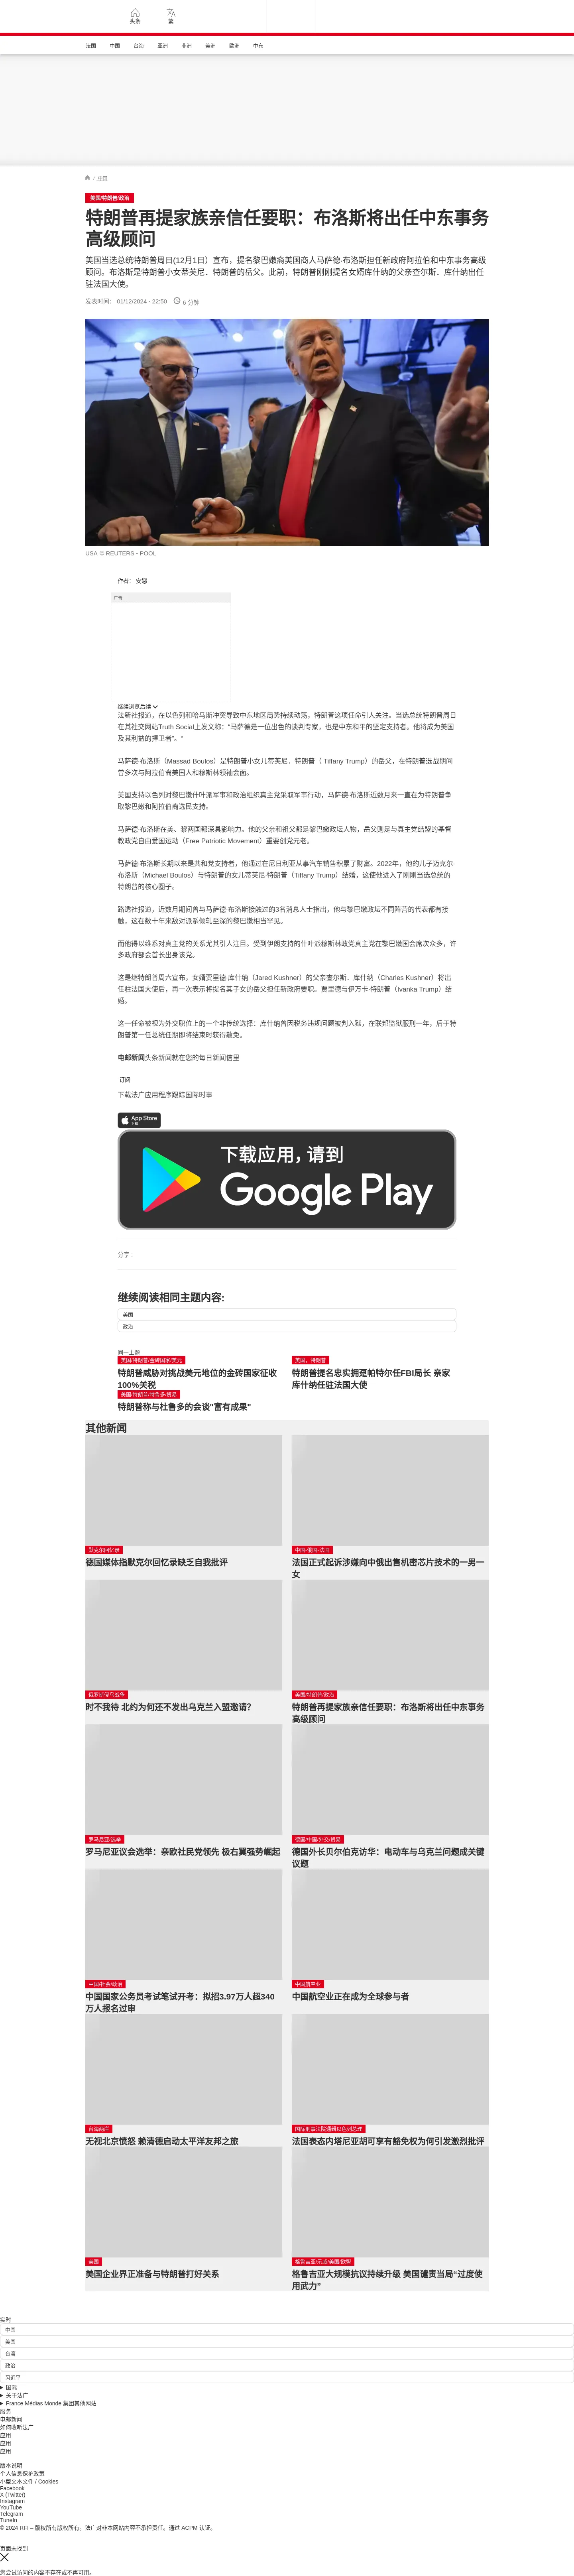 头条
繁
法国
中国
台海
亚洲
非洲
美洲
欧洲
中东
/ 中国
美国/特朗普/政治
特朗普再提家族亲信任要职：布洛斯将出任中东事务
高级顾问
美国当选总统特朗普周日(12月1日）宣布，提名黎巴嫩裔美国商人马萨德·布洛斯担任新政府阿拉伯和中东事务高级
顾问。布洛斯是特朗普小女蒂芙尼．特朗普的岳父。此前，特朗普刚刚提名女婿库什纳的父亲查尔斯．库什纳出任
驻法国大使。
发表时间： 01/12/2024 - 22:50
6 分钟
USA © REUTERS - POOL
作者： 安娜
广告
继续浏览后续
法新社报道，在以色列和哈马斯冲突导致中东地区局势持续动荡，特朗普这项任命引人关注。当选总统特朗普周日
在其社交网站Truth Social上发文称：“马萨德是一位出色的谈判专家，也是中东和平的坚定支持者。他将成为美国
及其利益的捍卫者“。“
马萨德·布洛斯（Massad Boulos）是特朗普小女儿蒂芙尼．特朗普（ Tiffany Trump）的岳父，在特朗普选战期间
曾多次与阿拉伯裔美国人和穆斯林领袖会面。
美国支持以色列对黎巴嫩什叶派军事和政治组织真主党采取军事行动，马萨德·布洛斯近数月来一直在为特朗普争
取黎巴嫩和阿拉伯裔选民支持。
马萨德·布洛斯在美、黎两国都深具影响力。他的父亲和祖父都是黎巴嫩政坛人物，岳父则是与真主党结盟的基督
教政党自由爱国运动（Free Patriotic Movement）重要创党元老。
马萨德·布洛斯长期以来是共和党支持者，他通过在尼日利亚从事汽车销售积累了财富。2022年，他的儿子迈克尔·
布洛斯（Michael Boulos）与特朗普的女儿蒂芙尼·特朗普（Tiffany Trump）结婚，这使他进入了刚刚当选总统的
特朗普的核心圈子。
路透社报道，近数月期间曾与马萨德·布洛斯接触过的3名消息人士指出，他与黎巴嫩政坛不同阵营的代表都有接
触，这在数十年来敌对派系倾轧至深的黎巴嫩相当罕见。
而他得以维系对真主党的关系尤其引人注目。受到伊朗支持的什叶派穆斯林政党真主党在黎巴嫩国会席次众多，许
多政府部会首长出身该党。
这是继特朗普周六宣布，女婿贾里德·库什纳（Jared Kushner）的父亲查尔斯．库什纳（Charles Kushner）将出
任驻法国大使后，再一次表示将提名其子女的岳父担任新政府要职。贾里德与伊万卡·特朗普（Ivanka Trump）结
婚。
这一任命被视为外交职位上的一个非传统选择：库什纳曾因税务违规问题被判入狱，在联邦监狱服刑一年，后于特
朗普第一任总统任期即将结束时获得赦免。
电邮新闻头条新闻就在您的每日新闻信里
订阅
下载法广应用程序跟踪国际时事
App Store
下载
下载应用，请到
Google Play
分享 :
继续阅读相同主题内容:
美国
政治
同一主题
美国/特朗普/金砖国家/美元
特朗普威胁对挑战美元地位的金砖国家征收
100%关税
美国、特朗普
特朗普提名忠实拥趸帕特尔任FBI局长 亲家
库什纳任驻法国大使
美国/特朗普/特鲁多/贸易
特朗普称与杜鲁多的会谈"富有成果"
其他新闻
默克尔回忆录
德国媒体指默克尔回忆录缺乏自我批评
中国-俄国-法国
法国正式起诉涉嫌向中俄出售机密芯片技术的一男一
女
俄罗斯侵乌战争
时不我待 北约为何还不发出乌克兰入盟邀请?
美国/特朗普/政治
特朗普再提家族亲信任要职：布洛斯将出任中东事务
高级顾问
罗马尼亚/选举
罗马尼亚议会选举：亲欧社民党领先 极右翼强势崛起
德国/中国/外交/贸易
德国外长贝尔伯克访华：电动车与乌克兰问题成关键
议题
中国/社会/政治
中国国家公务员考试笔试开考：拟招3.97万人超340
万人报名过审
中国航空业
中国航空业正在成为全球参与者
台海两岸
无视北京愤怒 赖清德启动太平洋友邦之旅
国际刑事法院通缉以色列总理
法国表态内塔尼亚胡可享有豁免权为何引发激烈批评
美国
美国企业界正准备与特朗普打好关系
格鲁吉亚/示威/美国/欧盟
格鲁吉亚大规模抗议持续升级 美国谴责当局“过度使
用武力”
实时
中国
美国
台湾
政治
习近平
国际
关于法广
France Médias Monde 集团其他网站
服务
电邮新闻
如何收听法广
应用
应用
应用
版本说明
个人信息保护政策
小型文本文件 / Cookies
Facebook
X (Twitter)
Instagram
YouTube
Telegram
TuneIn
© 2024 RFI – 版权所有版权所有。法广对非本网站内容不承担责任。通过 ACPM 认证。
页面未找到
您尝试访问的内容不存在或不再可用。